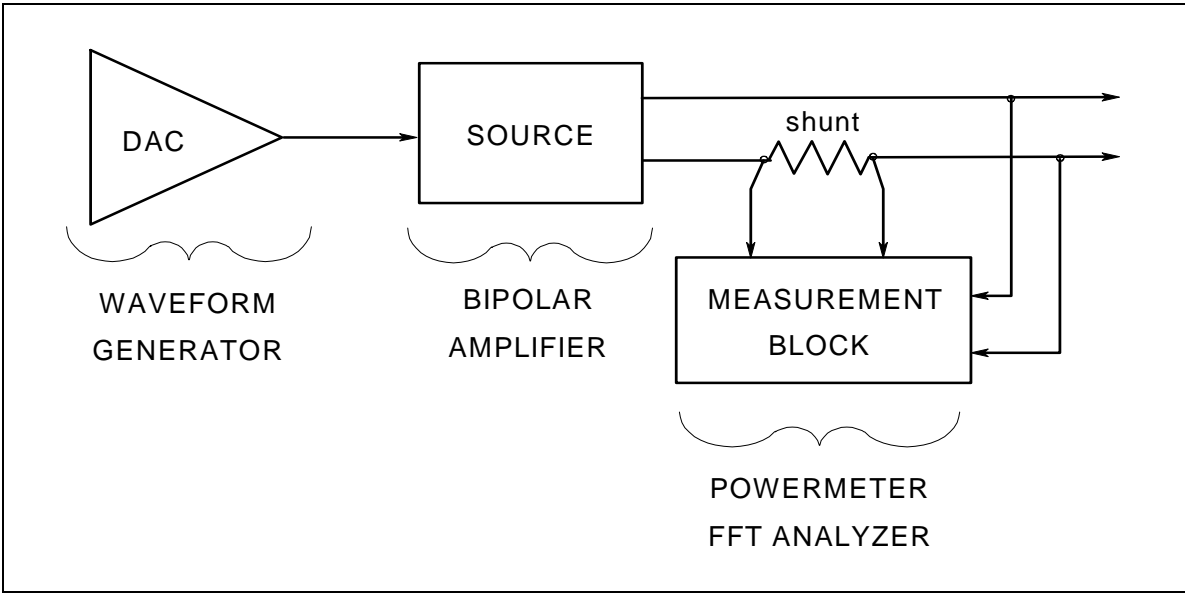 DAC
SOURCE
shunt
WAVEFORM
GENERATOR
BIPOLAR
AMPLIFIER
MEASUREMENT
BLOCK
POWERMETER
FFT ANALYZER